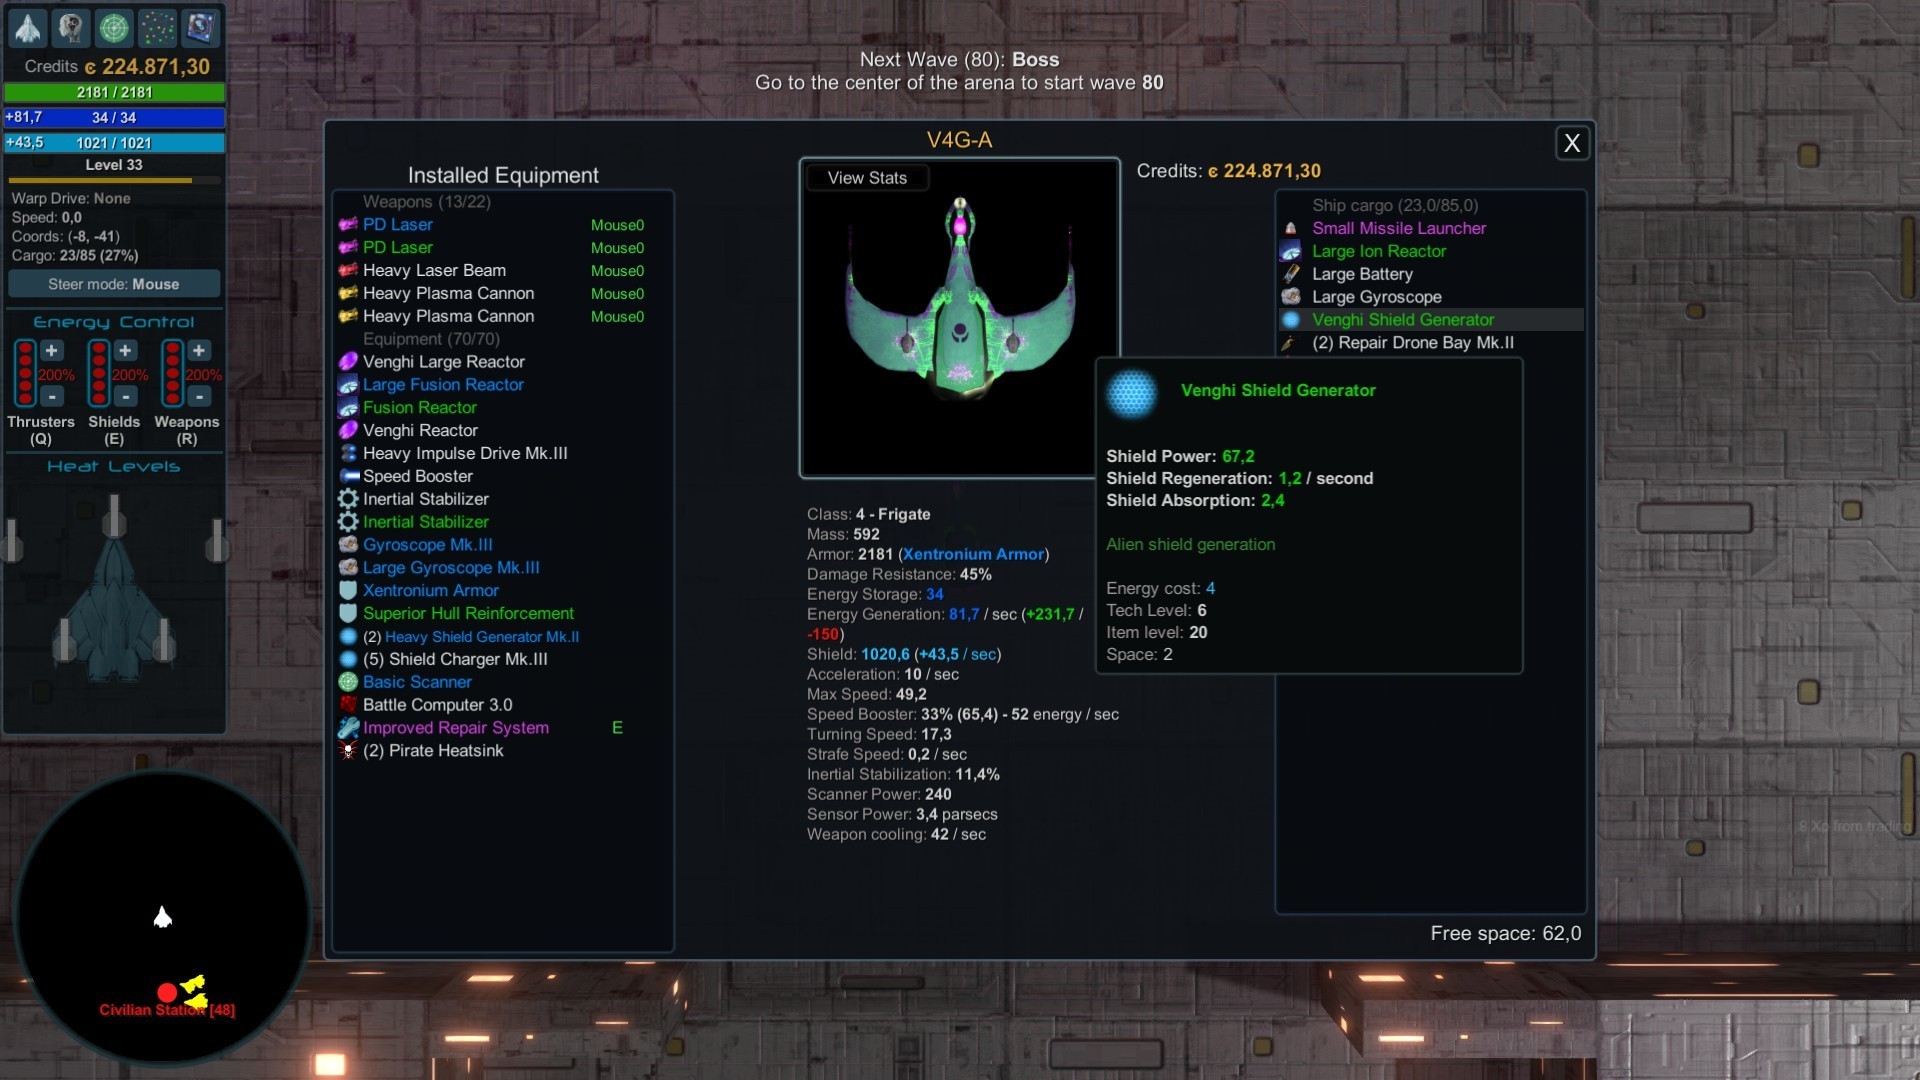 Credits c 224.871,30
2181 / 2181
+81,7 34 / 34
+43,5 1021 / 1021
Level 33
Warp Drive: None
Speed: 0,0
Coords: (-8, -41)
Cargo: 23/85 (27%)
Steer mode: Mouse
Energy Control
+ + +
200% 200% 200%
- - -
Thrusters Shields Weapons
(Q) (E) (R)
Heat Levels
Civilian Station [48]
Next Wave (80): Boss
Go to the center of the arena to start wave 80
V4G-A
X
Installed Equipment
Weapons (13/22)
PD Laser Mouse0
PD Laser Mouse0
Heavy Laser Beam Mouse0
Heavy Plasma Cannon Mouse0
Heavy Plasma Cannon Mouse0
Equipment (70/70)
Venghi Large Reactor
Large Fusion Reactor
Fusion Reactor
Venghi Reactor
Heavy Impulse Drive Mk.III
Speed Booster
Inertial Stabilizer
Inertial Stabilizer
Gyroscope Mk.III
Large Gyroscope Mk.III
Xentronium Armor
Superior Hull Reinforcement
(2) Heavy Shield Generator Mk.II
(5) Shield Charger Mk.III
Basic Scanner
Battle Computer 3.0
Improved Repair System E
(2) Pirate Heatsink
View Stats
Class: 4 - Frigate
Mass: 592
Armor: 2181 (Xentronium Armor)
Damage Resistance: 45%
Energy Storage: 34
Energy Generation: 81,7 / sec (+231,7 /
-150)
Shield: 1020,6 (+43,5 / sec)
Acceleration: 10 / sec
Max Speed: 49,2
Speed Booster: 33% (65,4) - 52 energy / sec
Turning Speed: 17,3
Strafe Speed: 0,2 / sec
Inertial Stabilization: 11,4%
Scanner Power: 240
Sensor Power: 3,4 parsecs
Weapon cooling: 42 / sec
Credits: c 224.871,30
Ship cargo (23,0/85,0)
Small Missile Launcher
Large Ion Reactor
Large Battery
Large Gyroscope
Venghi Shield Generator
(2) Repair Drone Bay Mk.II
Venghi Shield Generator
Shield Power: 67,2
Shield Regeneration: 1,2 / second
Shield Absorption: 2,4
Alien shield generation
Energy cost: 4
Tech Level: 6
Item level: 20
Space: 2
Free space: 62,0
8 Xp from trading